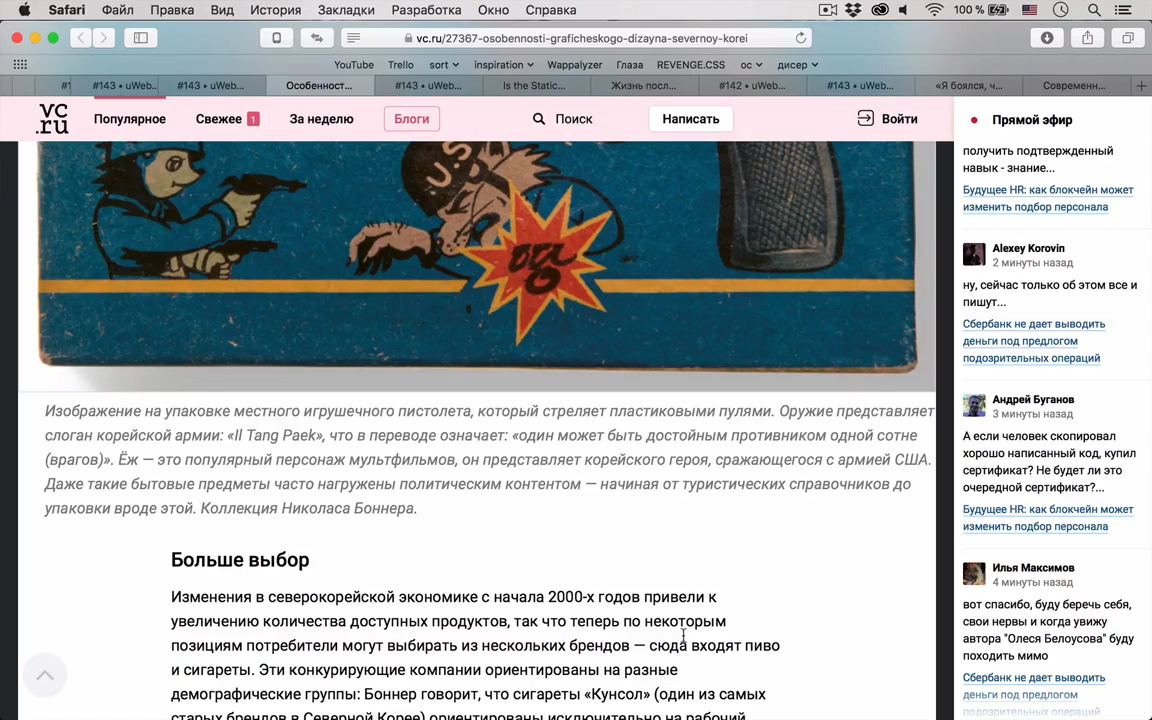 Safari Файл Правка Вид История Закладки Разработка Окно Справка 100 %
vc.ru/27367-osobennosti-graficheskogo-dizayna-severnoy-korei
YouTube Trello sort inspiration Wappalyzer Глаза REVENGE.CSS ос дисер
#1 #143 – uWeb... #143 – uWeb... Особенност... #143 – uWeb... Is the Static... Жизнь посл... #142 – uWeb... #143 – uWeb... «Я боялся, ч... Современн...
vc.ru Популярное Свежее 1 За неделю Блоги Поиск Написать Войти
U.S
Изображение на упаковке местного игрушечного пистолета, который стреляет пластиковыми пулями. Оружие представляет
слоган корейской армии: «Il Tang Paek», что в переводе означает: «один может быть достойным противником одной сотне
(врагов)». Ёж — это популярный персонаж мультфильмов, он представляет корейского героя, сражающегося с армией США.
Даже такие бытовые предметы часто нагружены политическим контентом — начиная от туристических справочников до
упаковки вроде этой. Коллекция Николаса Боннера.
Больше выбор
Изменения в северокорейской экономике с начала 2000-х годов привели к
увеличению количества доступных продуктов, так что теперь по некоторым
позициям потребители могут выбирать из нескольких брендов — сюда входят пиво
и сигареты. Эти конкурирующие компании ориентированы на разные
демографические группы: Боннер говорит, что сигареты «Кунсол» (один из самых
старых брендов в Северной Корее) ориентированы исключительно на рабочий
Прямой эфир
получить подтвержденный
навык - знание...
Будущее HR: как блокчейн может
изменить подбор персонала
Alexey Korovin
2 минуты назад
ну, сейчас только об этом все и
пишут...
Сбербанк не дает выводить
деньги под предлогом
подозрительных операций
Андрей Буганов
3 минуты назад
А если человек скопировал
хорошо написанный код, купил
сертификат? Не будет ли это
очередной сертификат?...
Будущее HR: как блокчейн может
изменить подбор персонала
Илья Максимов
4 минуты назад
вот спасибо, буду беречь себя,
свои нервы и когда увижу
автора "Олеся Белоусова" буду
походить мимо
Сбербанк не дает выводить
деньги под предлогом
подозрительных операций